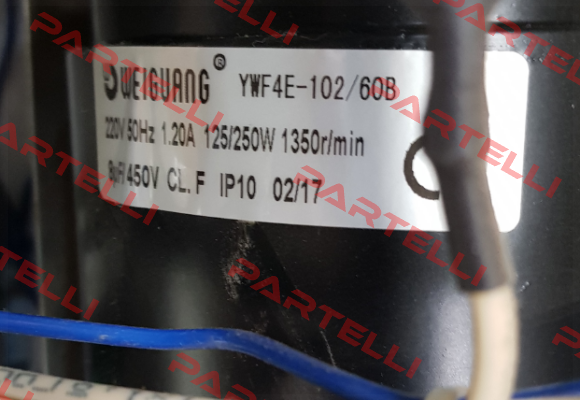 WEIGUANG® YWF4E-102/60B
220V 50Hz 1.20A 125/250W 1350r/min
8μF/450V CL.F IP10 02/17
PARTELLI
PARTELLI
PARTELLI
PARTELLI
PARTELLI
PARTELLI